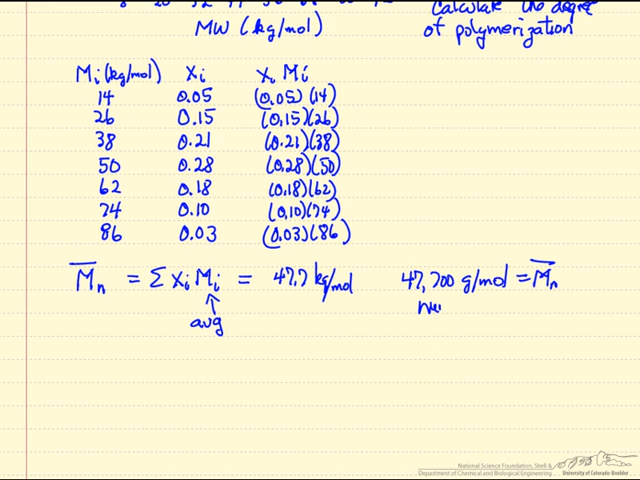 MW (kg/mol)
Calculate the degree
of polymerization
Mi (kg/mol) xi xi Mi
14 0.05 (0.05)(14)
26 0.15 (0.15)(26)
38 0.21 (0.21)(38)
50 0.28 (0.28)(50)
62 0.18 (0.18)(62)
74 0.10 (0.10)(74)
86 0.03 (0.03)(86)
M̅n = Σ xi Mi = 47.7 kg/mol 47,700 g/mol = M̅n
↑
avg
National Science Foundation, Shell &
Department of Chemical and Biological Engineering
University of Colorado-Boulder